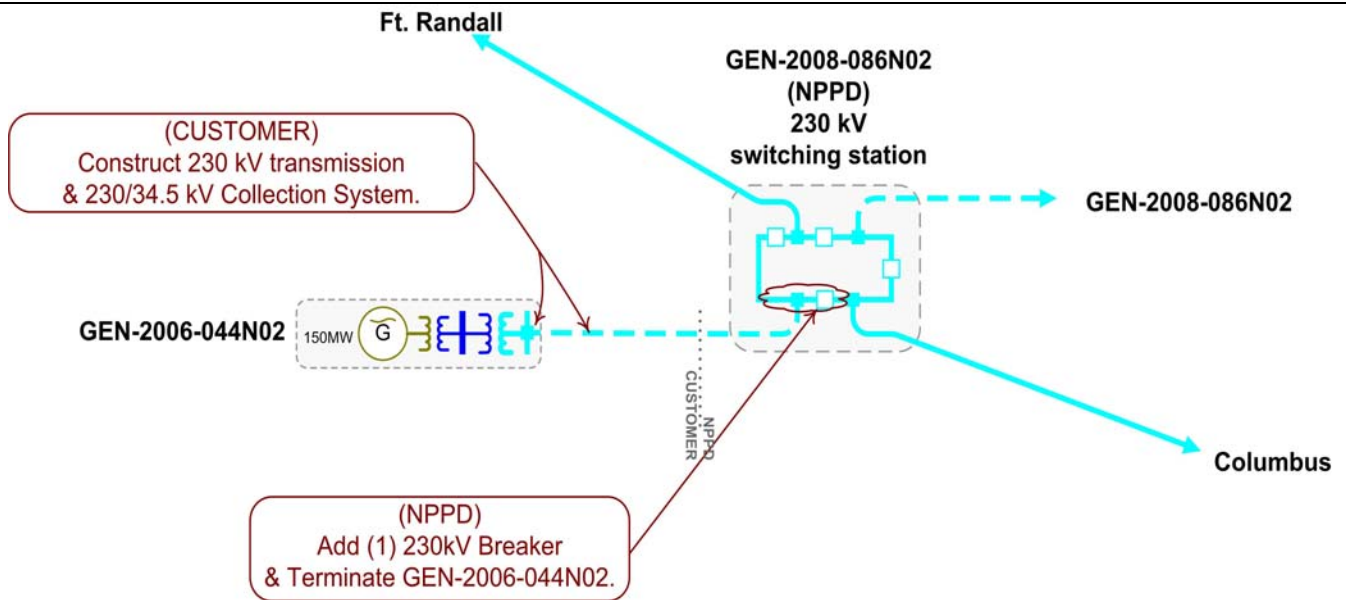 Ft. Randall
GEN-2008-086N02
(NPPD)
230 kV
switching station
(CUSTOMER)
Construct 230 kV transmission
& 230/34.5 kV Collection System.
GEN-2008-086N02
GEN-2006-044N02
150MW
G
CUSTOMER
NPPD
Columbus
(NPPD)
Add (1) 230kV Breaker
& Terminate GEN-2006-044N02.